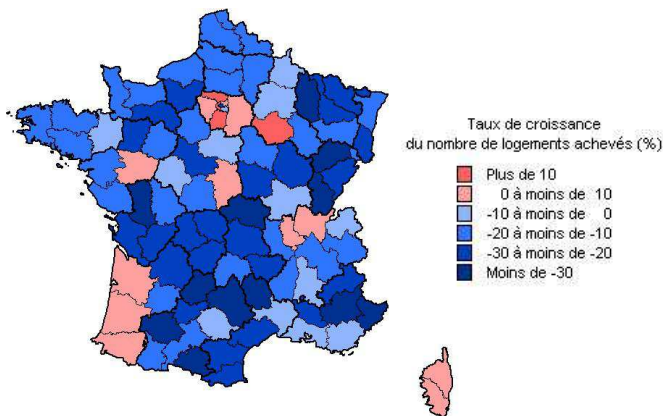 Taux de croissance
du nombre de logements achevés (%)
Plus de 10
0 à moins de 10
-10 à moins de 0
-20 à moins de -10
-30 à moins de -20
Moins de -30